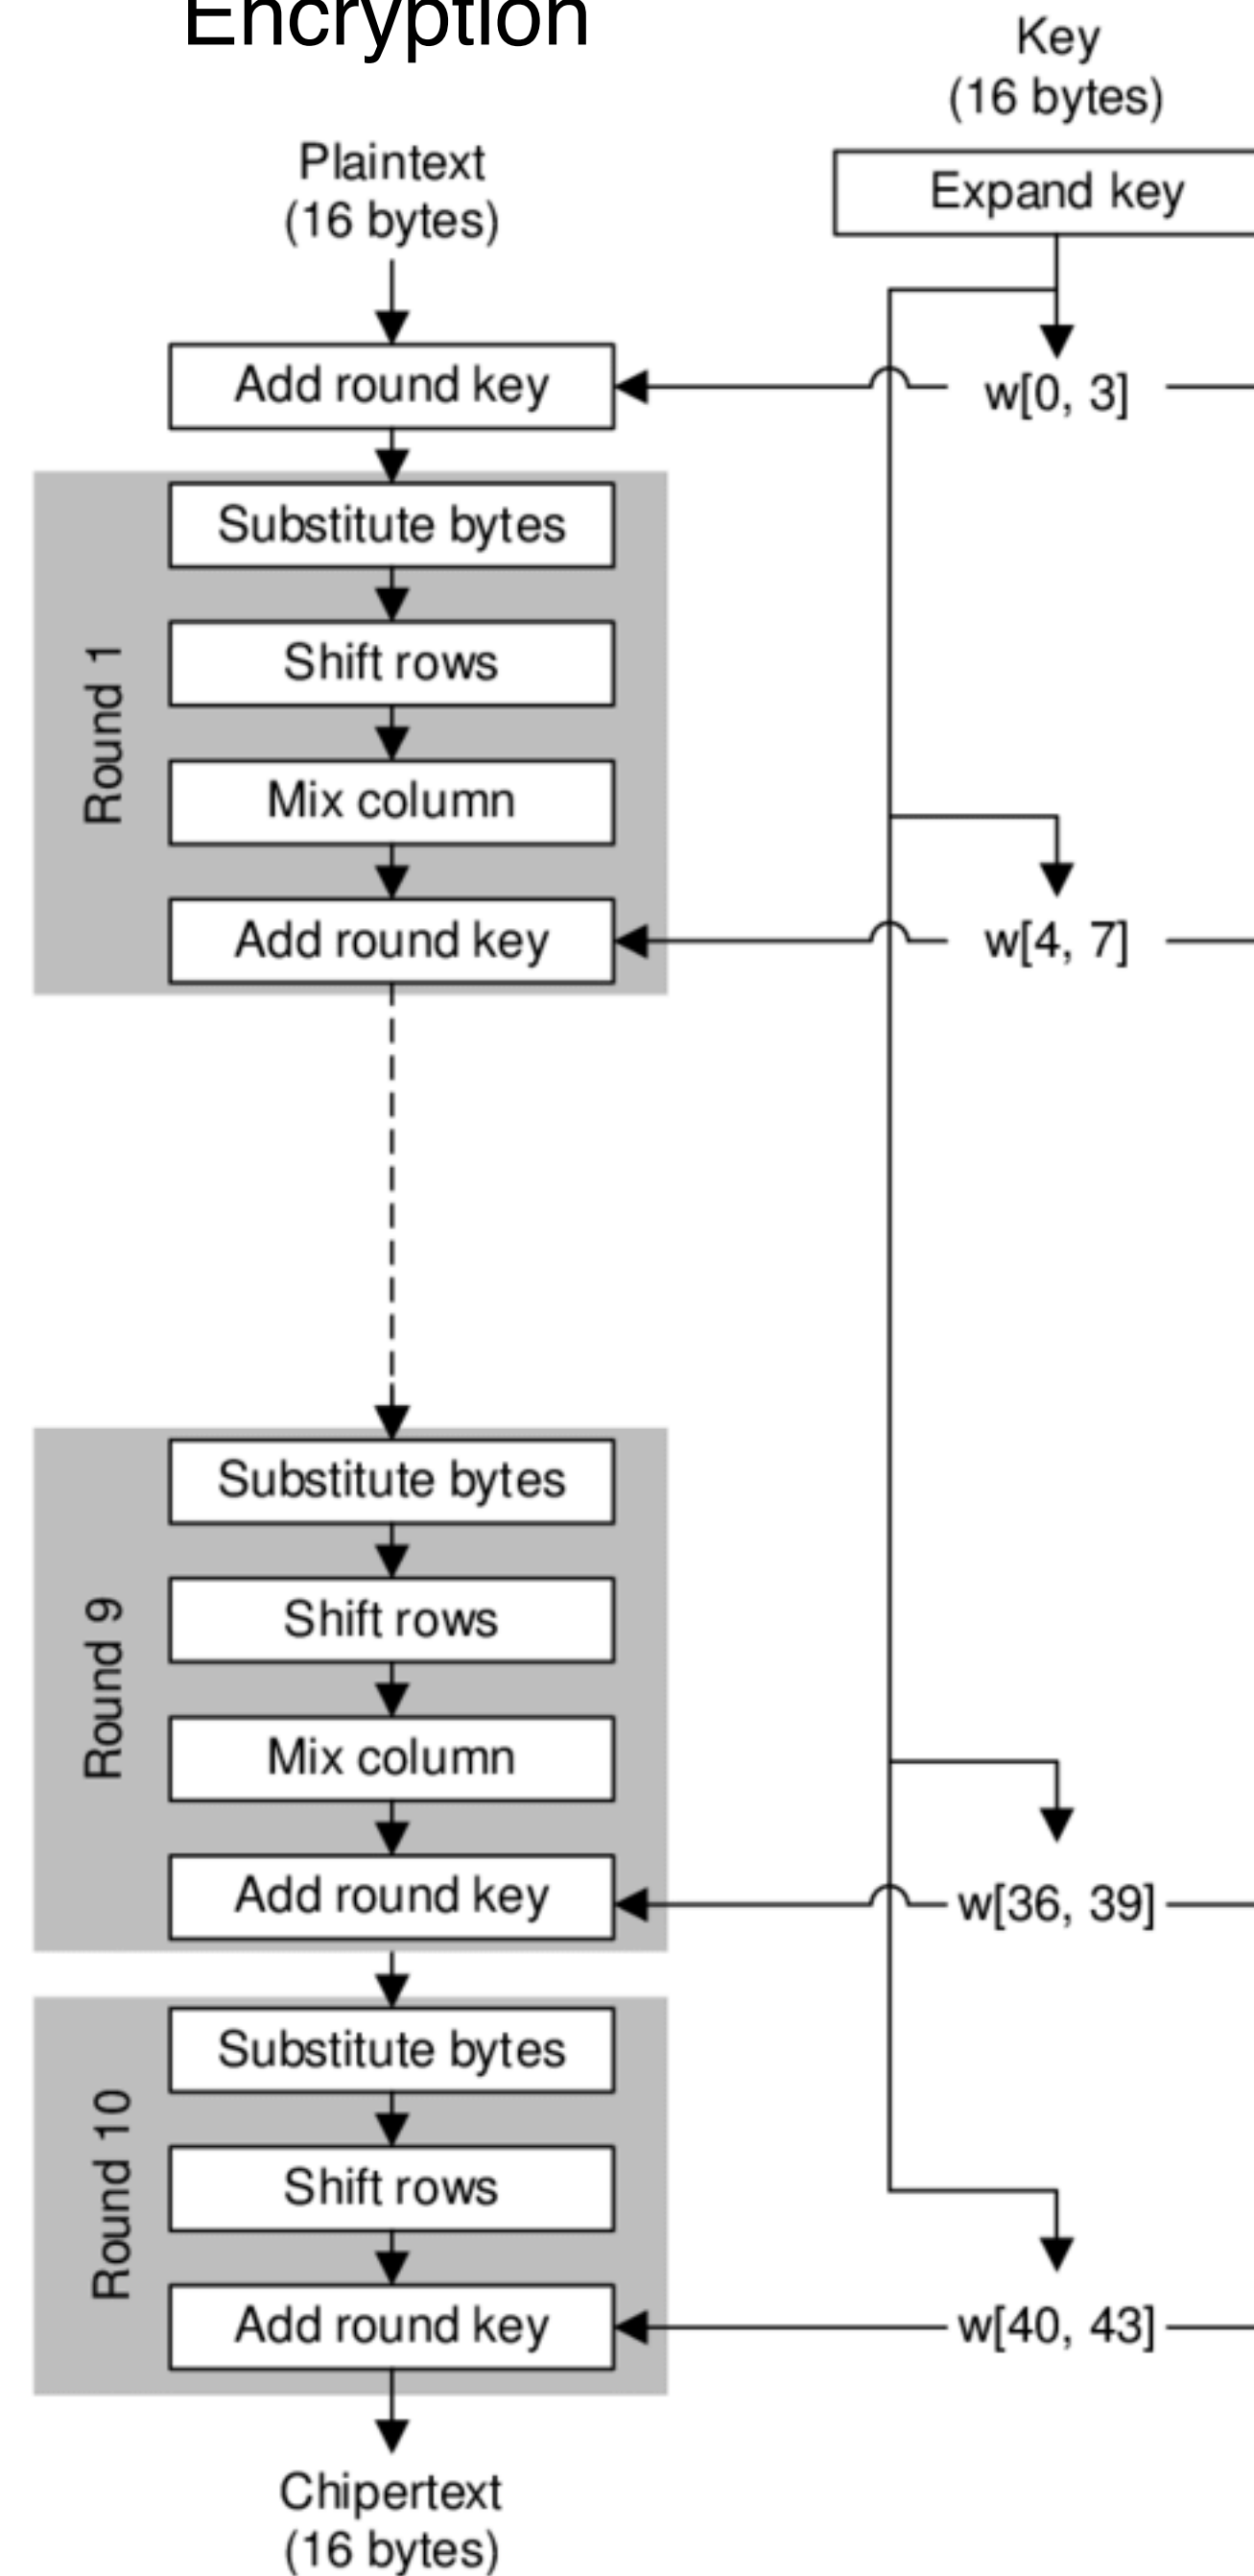 Encryption
Key
(16 bytes)
Plaintext
(16 bytes)
Expand key
Add round key
w[0, 3]
Round 1
Substitute bytes
Shift rows
Mix column
Add round key
w[4, 7]
Round 9
Substitute bytes
Shift rows
Mix column
Add round key
w[36, 39]
Round 10
Substitute bytes
Shift rows
Add round key
w[40, 43]
Chipertext
(16 bytes)